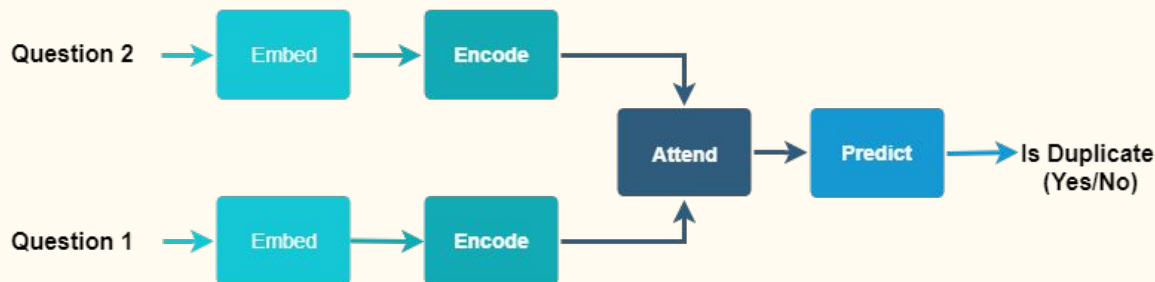 Question 2
Embed
Encode
Attend
Predict
Is Duplicate
(Yes/No)
Question 1
Embed
Encode